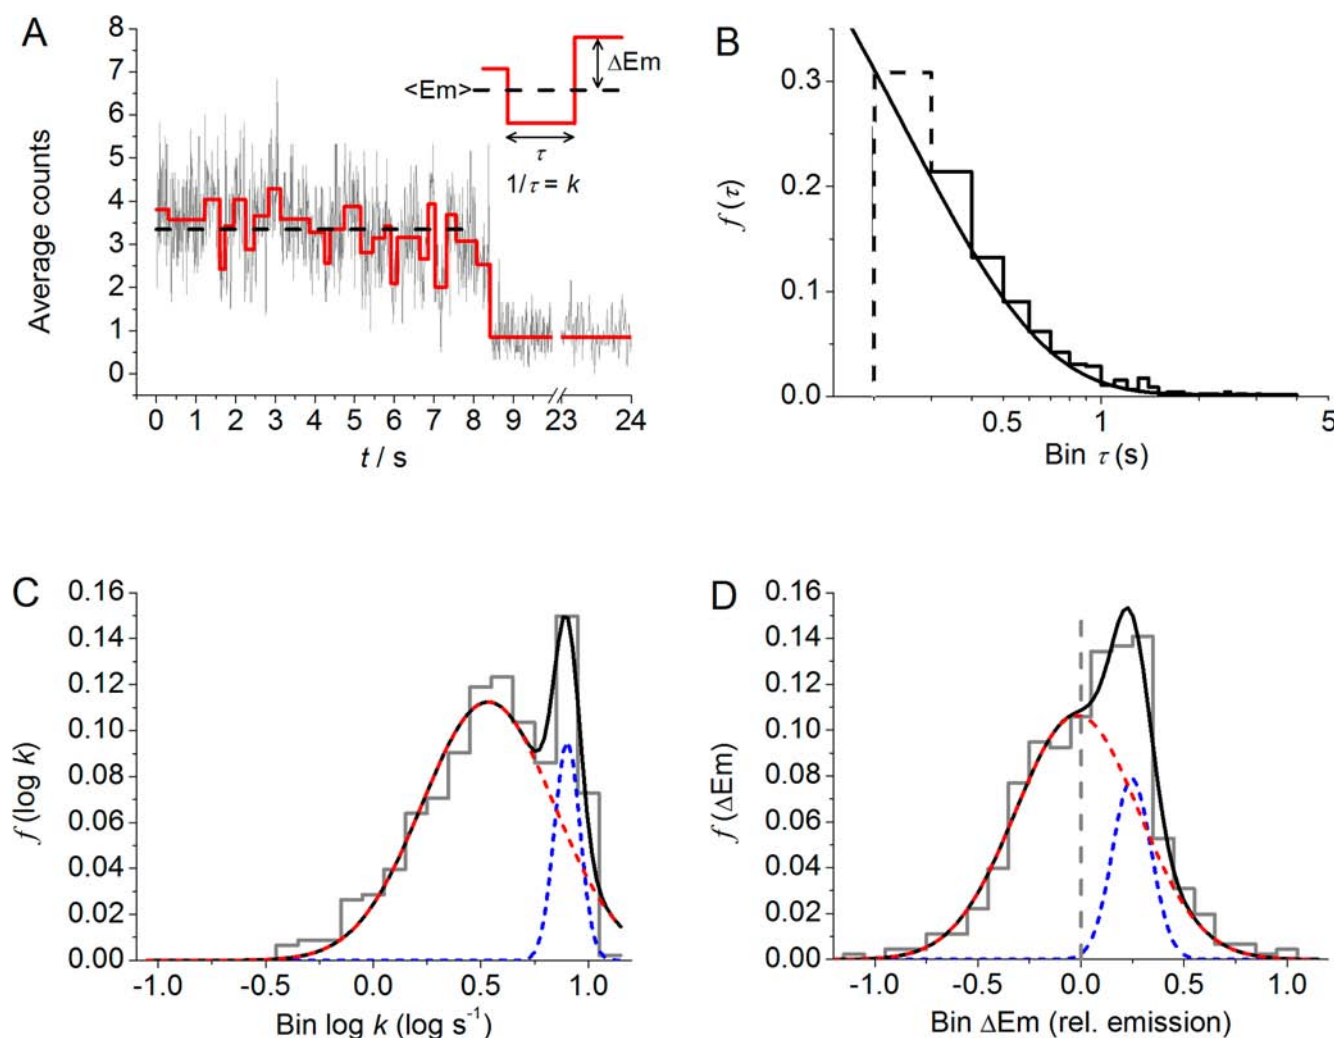 A
8
7
6
5
4
3
2
1
0
Average counts
<Em>
ΔEm
τ
1/τ = k
0 1 2 3 4 5 6 7 8 9 23 24
t / s
B
0.3
0.2
0.1
0.0
f (τ)
0.5 1 5
Bin τ (s)
C
0.16
0.14
0.12
0.10
0.08
0.06
0.04
0.02
0.00
f (log k)
-1.0 -0.5 0.0 0.5 1.0
Bin log k (log s⁻¹)
D
0.16
0.14
0.12
0.10
0.08
0.06
0.04
0.02
0.00
f (ΔEm)
-1.0 -0.5 0.0 0.5 1.0
Bin ΔEm (rel. emission)